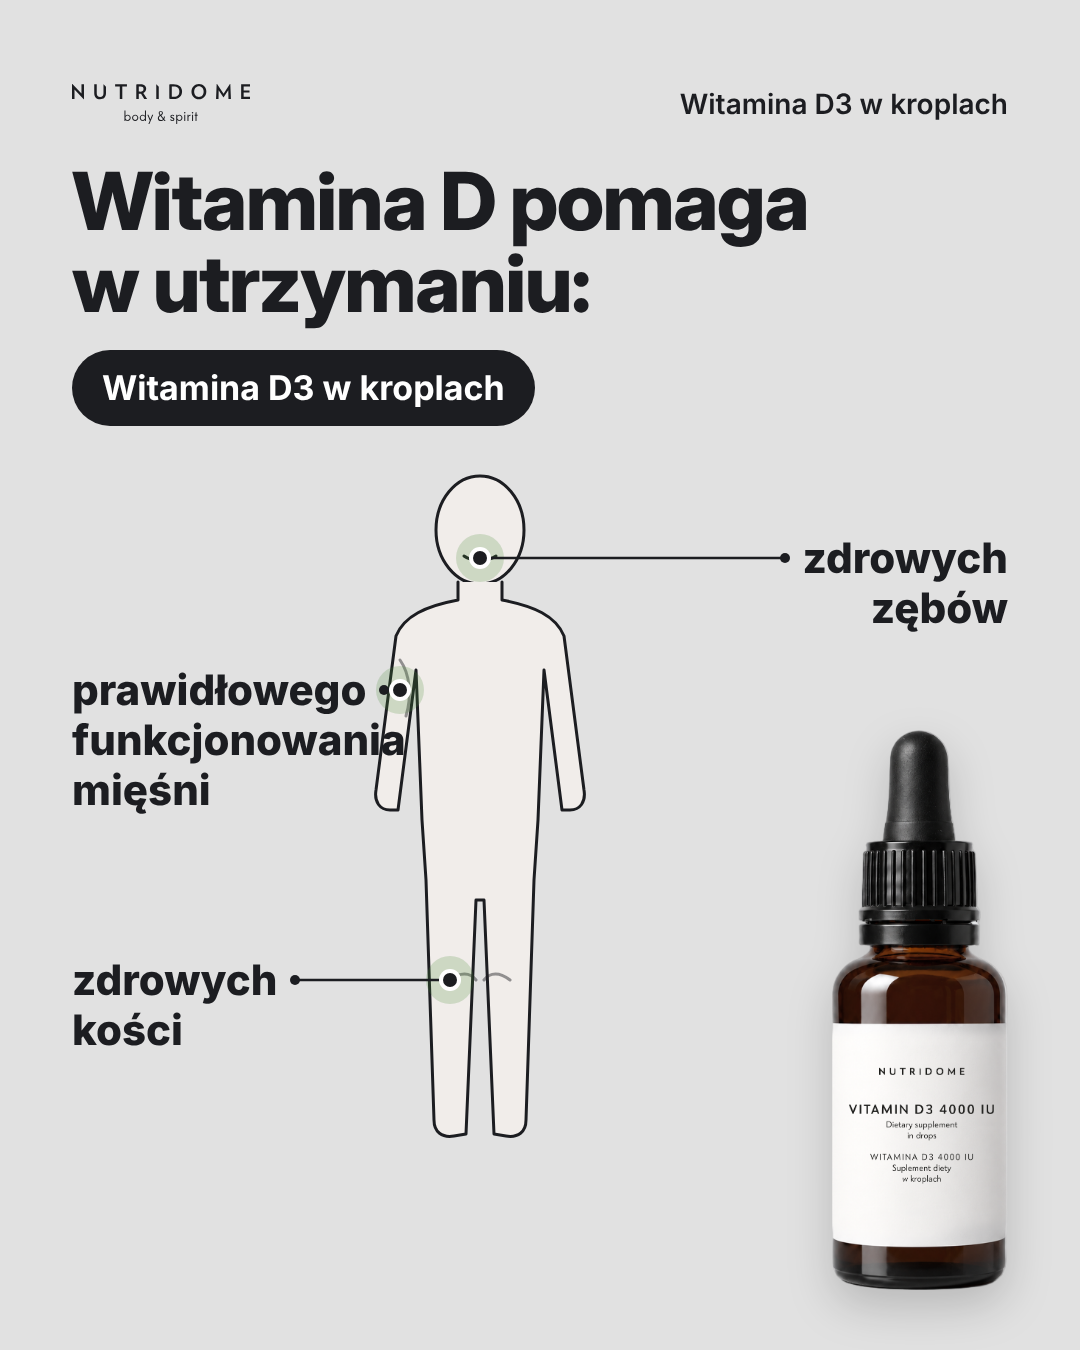 NUTRIDOME
body & spirit
Witamina D3 w kroplach
Witamina D pomaga
w utrzymaniu:
Witamina D3 w kroplach
zdrowych
zębów
prawidłowego
funkcjonowania
mięśni
zdrowych
kości
NUTRIDOME
VITAMIN D3 4000 IU
Dietary supplement
in drops
WITAMINA D3 4000 IU
Suplement diety
w kroplach